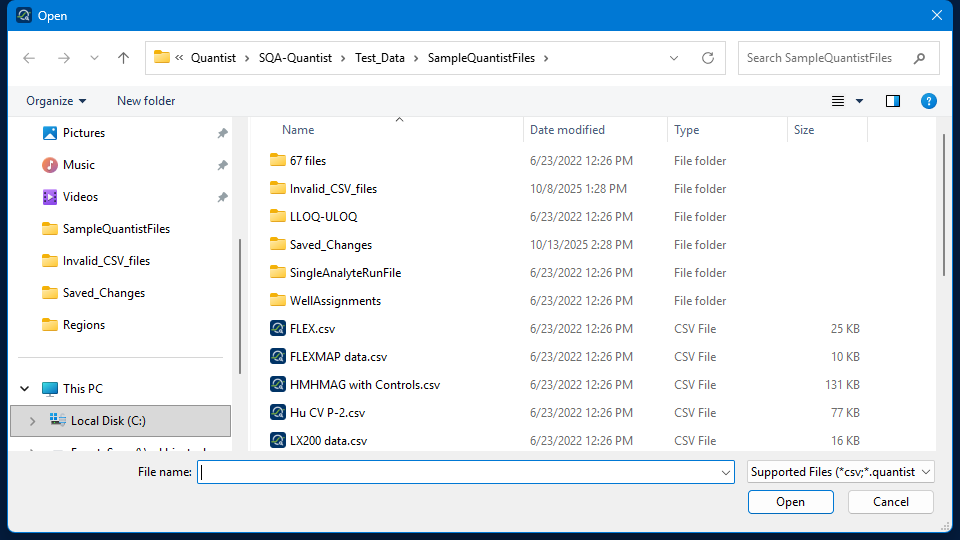 Open
« Quantist > SQA-Quantist > Test_Data > SampleQuantistFiles >
Search SampleQuantistFiles
Organize
New folder
Pictures
Music
Videos
SampleQuantistFiles
Invalid_CSV_files
Saved_Changes
Regions
This PC
Local Disk (C:)
Name Date modified Type Size
67 files 6/23/2022 12:26 PM File folder
Invalid_CSV_files 10/8/2025 1:28 PM File folder
LLOQ-ULOQ 6/23/2022 12:26 PM File folder
Saved_Changes 10/13/2025 2:28 PM File folder
SingleAnalyteRunFile 6/23/2022 12:26 PM File folder
WellAssignments 6/23/2022 12:26 PM File folder
FLEX.csv 6/23/2022 12:26 PM CSV File 25 KB
FLEXMAP data.csv 6/23/2022 12:26 PM CSV File 10 KB
HMHMAG with Controls.csv 6/23/2022 12:26 PM CSV File 131 KB
Hu CV P-2.csv 6/23/2022 12:26 PM CSV File 77 KB
LX200 data.csv 6/23/2022 12:26 PM CSV File 16 KB
File name:
Supported Files (*csv;*.quantist
Open
Cancel